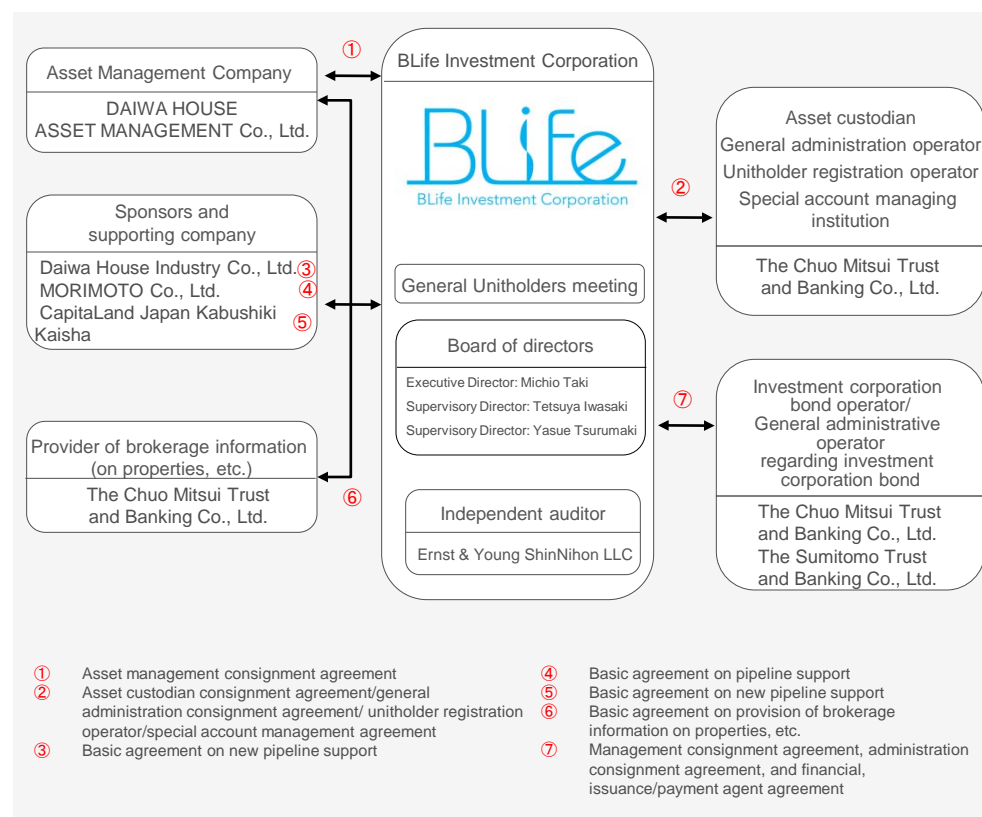 ①
Asset Management Company
DAIWA HOUSE
ASSET MANAGEMENT Co., Ltd.
Sponsors and
supporting company
Daiwa House Industry Co., Ltd.③
MORIMOTO Co., Ltd. ④
CapitaLand Japan Kabushiki
Kaisha ⑤
Provider of brokerage information
(on properties, etc.)
The Chuo Mitsui Trust
and Banking Co., Ltd.
⑥
BLife Investment Corporation
BLife
BLife Investment Corporation
General Unitholders meeting
Board of directors
Executive Director: Michio Taki
Supervisory Director: Tetsuya Iwasaki
Supervisory Director: Yasue Tsurumaki
Independent auditor
Ernst & Young ShinNihon LLC
②
Asset custodian
General administration operator
Unitholder registration operator
Special account managing
institution
The Chuo Mitsui Trust
and Banking Co., Ltd.
⑦
Investment corporation
bond operator/
General administrative
operator
regarding investment
corporation bond
The Chuo Mitsui Trust
and Banking Co., Ltd.
The Sumitomo Trust
and Banking Co., Ltd.
① Asset management consignment agreement
② Asset custodian consignment agreement/general
administration consignment agreement/ unitholder registration
operator/special account management agreement
③ Basic agreement on new pipeline support
④ Basic agreement on pipeline support
⑤ Basic agreement on new pipeline support
⑥ Basic agreement on provision of brokerage
information on properties, etc.
⑦ Management consignment agreement, administration
consignment agreement, and financial,
issuance/payment agent agreement